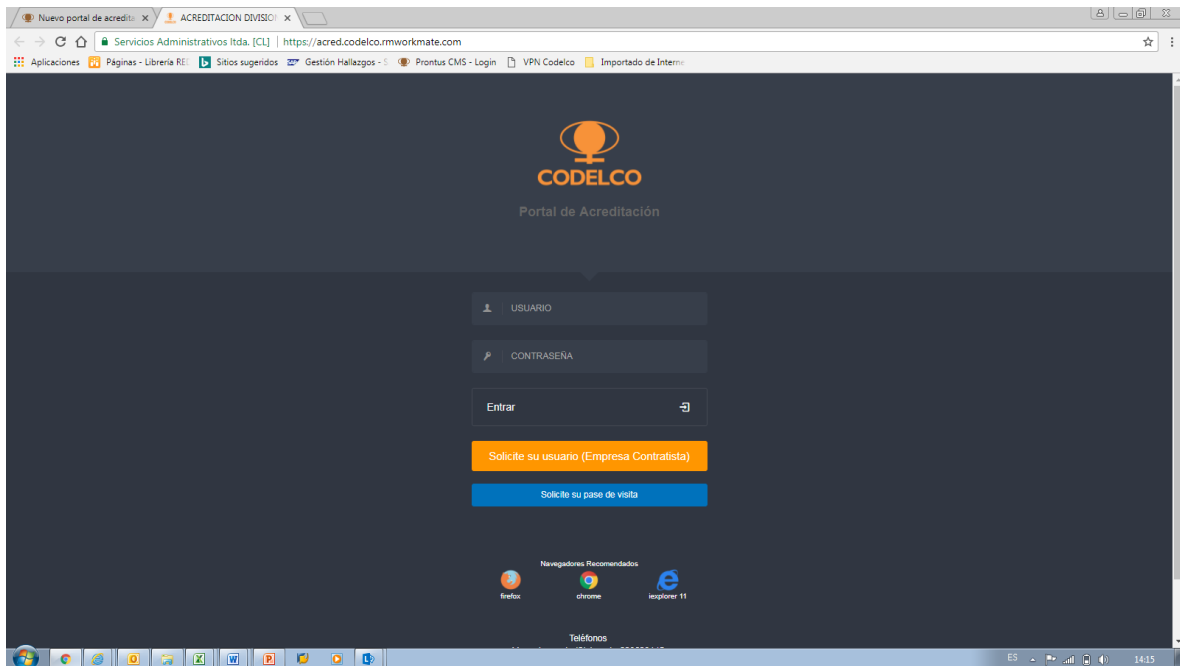 Nuevo portal de acredita
ACREDITACION DIVISIO
Servicios Administrativos ltda. [CL] | https://acred.codelco.rmworkmate.com
Aplicaciones Páginas - Librería RE Sitios sugeridos Gestión Hallazgos - S Prontus CMS - Login VPN Codelco Importado de Interne
CODELCO
Portal de Acreditación
USUARIO
CONTRASEÑA
Entrar
Solicite su usuario (Empresa Contratista)
Solicite su pase de visita
Navegadores Recomendados
firefox chrome iexplorer 11
Teléfonos
ES 14:15